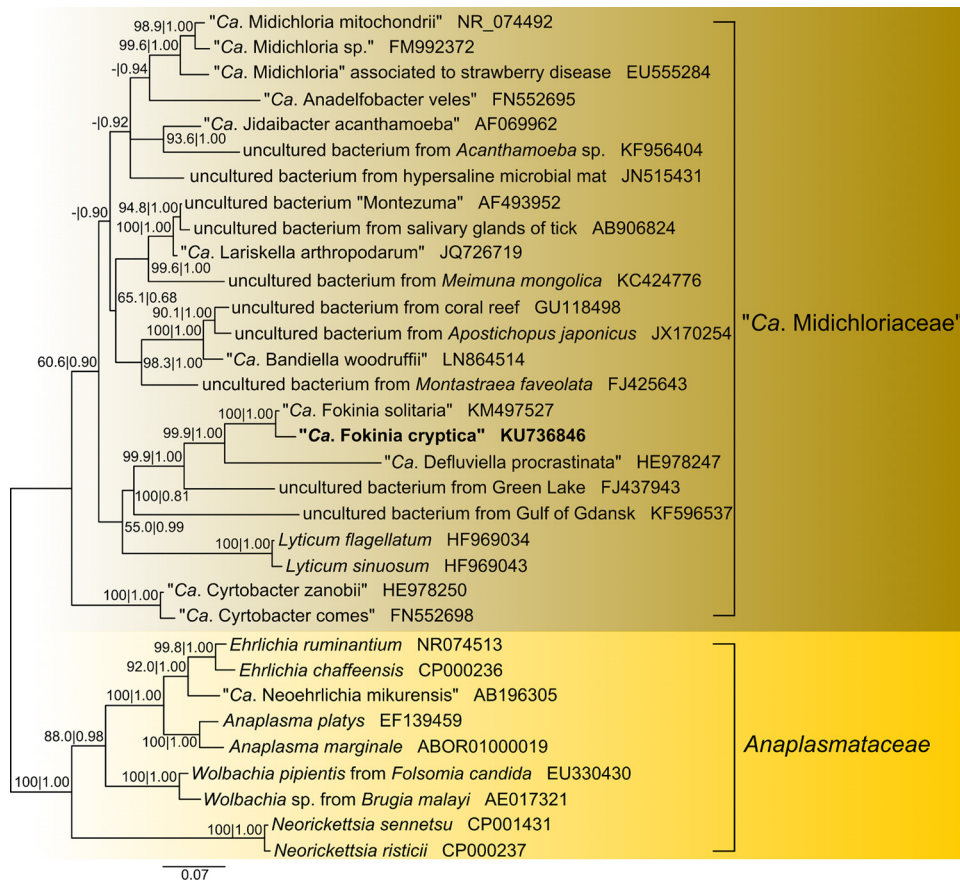 98.9|1.00
"Ca. Midichloria mitochondrii" NR_074492
99.6|1.00
"Ca. Midichloria sp." FM992372
-|0.94
"Ca. Midichloria" associated to strawberry disease EU555284
"Ca. Anadelfobacter veles" FN552695
-|0.92
"Ca. Jidaibacter acanthamoeba" AF069962
93.6|1.00
uncultured bacterium from Acanthamoeba sp. KF956404
uncultured bacterium from hypersaline microbial mat JN515431
-|0.90
94.8|1.00
uncultured bacterium "Montezuma" AF493952
100|1.00
uncultured bacterium from salivary glands of tick AB906824
"Ca. Lariskella arthropodarum" JQ726719
99.6|1.00
uncultured bacterium from Meimuna mongolica KC424776
65.1|0.68
90.1|1.00
uncultured bacterium from coral reef GU118498
100|1.00
uncultured bacterium from Apostichopus japonicus JX170254
"Ca. Midichloriaceae"
98.3|1.00
"Ca. Bandiella woodruffii" LN864514
60.6|0.90
uncultured bacterium from Montastraea faveolata FJ425643
100|1.00
"Ca. Fokinia solitaria" KM497527
99.9|1.00
"Ca. Fokinia cryptica" KU736846
99.9|1.00
"Ca. Defluviella procrastinata" HE978247
100|0.81
uncultured bacterium from Green Lake FJ437943
uncultured bacterium from Gulf of Gdansk KF596537
55.0|0.99
100|1.00
Lyticum flagellatum HF969034
Lyticum sinuosum HF969043
100|1.00
"Ca. Cyrtobacter zanobii" HE978250
"Ca. Cyrtobacter comes" FN552698
99.8|1.00
Ehrlichia ruminantium NR074513
92.0|1.00
Ehrlichia chaffeensis CP000236
100|1.00
"Ca. Neoehrlichia mikurensis" AB196305
Anaplasma platys EF139459
88.0|0.98
100|1.00
Anaplasma marginale ABOR01000019
Anaplasmataceae
100|1.00
100|1.00
Wolbachia pipientis from Folsomia candida EU330430
Wolbachia sp. from Brugia malayi AE017321
100|1.00
Neorickettsia sennetsu CP001431
Neorickettsia risticii CP000237
0.07